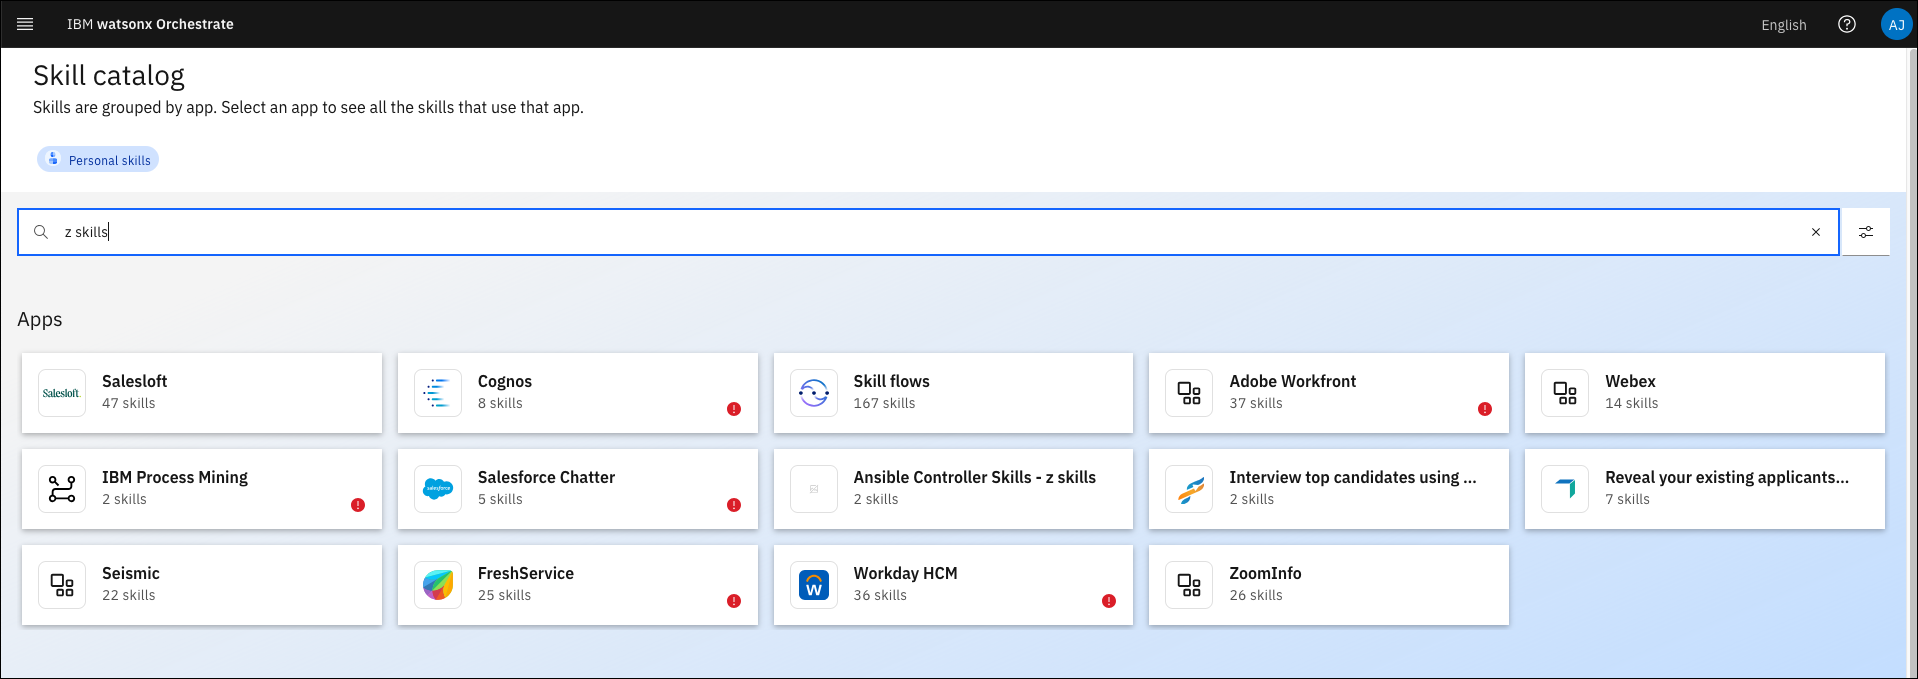 IBM watsonx Orchestrate
English
AJ
Skill catalog
Skills are grouped by app. Select an app to see all the skills that use that app.
Personal skills
z skills
Apps
Salesloft.
Salesloft
47 skills
Cognos
8 skills
Skill flows
167 skills
Adobe Workfront
37 skills
Webex
14 skills
IBM Process Mining
2 skills
salesforce
Salesforce Chatter
5 skills
Ansible Controller Skills - z skills
2 skills
Interview top candidates using ...
2 skills
Reveal your existing applicants...
7 skills
Seismic
22 skills
FreshService
25 skills
W
Workday HCM
36 skills
ZoomInfo
26 skills